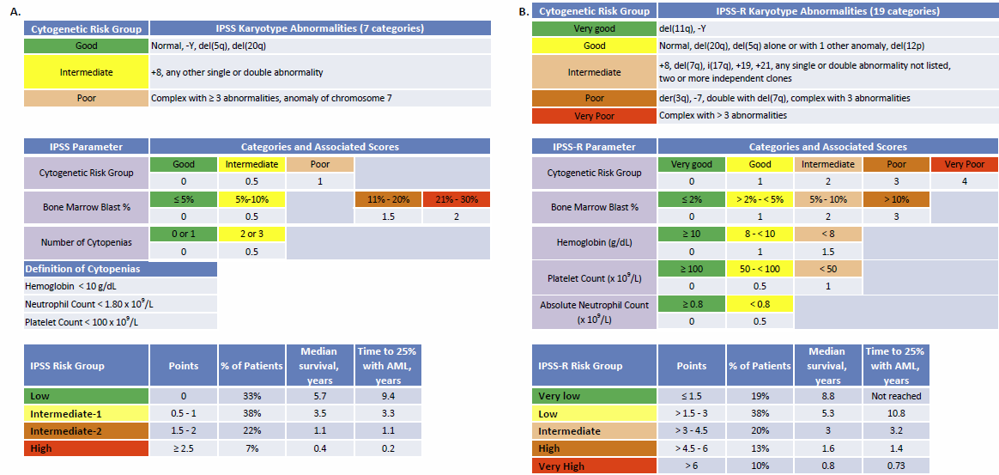 A.
Cytogenetic Risk Group IPSS Karyotype Abnormalities (7 categories)
Good Normal, -Y, del(5q), del(20q)
Intermediate +8, any other single or double abnormality
Poor Complex with ≥ 3 abnormalities, anomaly of chromosome 7
IPSS Parameter Categories and Associated Scores
Cytogenetic Risk Group
Good Intermediate Poor
0 0.5 1
Bone Marrow Blast %
≤ 5% 5%-10% 11% - 20% 21% - 30%
0 0.5 1.5 2
Number of Cytopenias
0 or 1 2 or 3
0 0.5
Definition of Cytopenias
Hemoglobin < 10 g/dL
Neutrophil Count < 1.80 x 10⁹/L
Platelet Count < 100 x 10⁹/L
IPSS Risk Group Points % of Patients Median survival, years Time to 25% with AML, years
Low 0 33% 5.7 9.4
Intermediate-1 0.5 - 1 38% 3.5 3.3
Intermediate-2 1.5 - 2 22% 1.1 1.1
High ≥ 2.5 7% 0.4 0.2
B.
Cytogenetic Risk Group IPSS-R Karyotype Abnormalities (19 categories)
Very good del(11q), -Y
Good Normal, del(20q), del(5q) alone or with 1 other anomaly, del(12p)
Intermediate +8, del(7q), i(17q), +19, +21, any single or double abnormality not listed,
two or more independent clones
Poor der(3q), -7, double with del(7q), complex with 3 abnormalities
Very Poor Complex with > 3 abnormalities
IPSS-R Parameter Categories and Associated Scores
Cytogenetic Risk Group
Very good Good Intermediate Poor Very Poor
0 1 2 3 4
Bone Marrow Blast %
≤ 2% > 2% - < 5% 5% - 10% > 10%
0 1 2 3
Hemoglobin (g/dL)
≥ 10 8 - < 10 < 8
0 1 1.5
Platelet Count (x 10⁹/L)
≥ 100 50 - < 100 < 50
0 0.5 1
Absolute Neutrophil Count
(x 10⁹/L)
≥ 0.8 < 0.8
0 0.5
IPSS-R Risk Group Points % of Patients Median survival, years Time to 25% with AML, years
Very low ≤ 1.5 19% 8.8 Not reached
Low > 1.5 - 3 38% 5.3 10.8
Intermediate > 3 - 4.5 20% 3 3.2
High > 4.5 - 6 13% 1.6 1.4
Very High > 6 10% 0.8 0.73